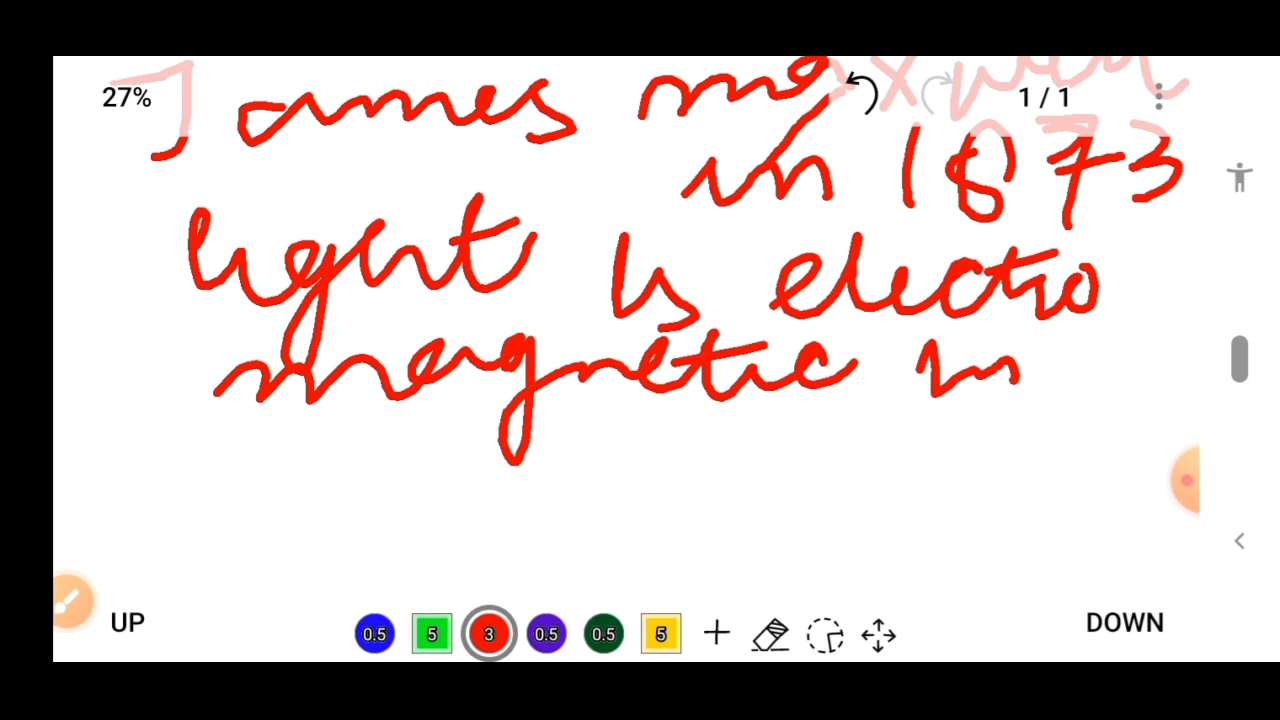 27%
1 / 1
James maxwell
in 1873
light is electro
magnetic in
UP
0.5
5
3
0.5
0.5
5
DOWN